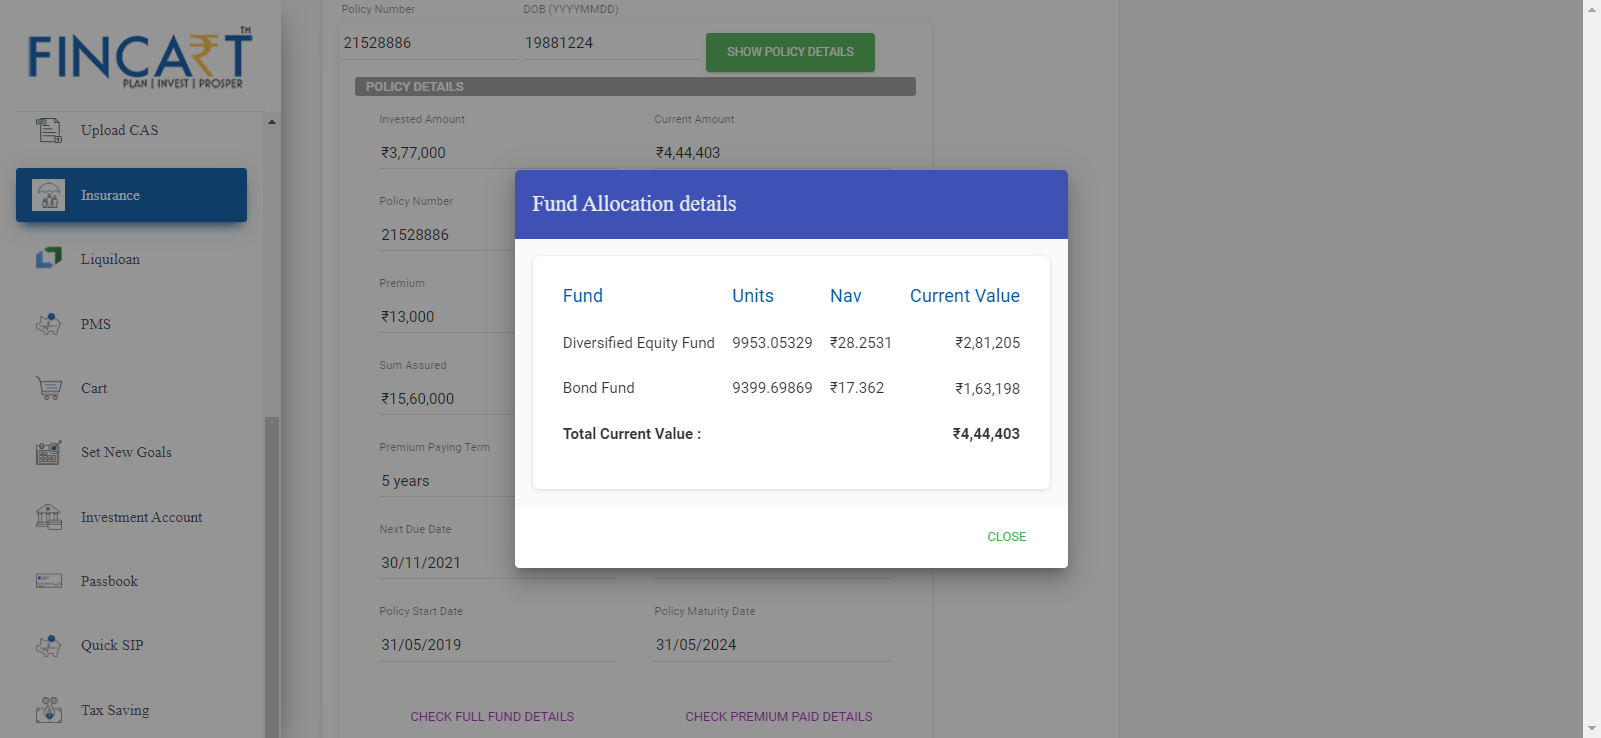 FINCART TM
PLAN | INVEST | PROSPER
Upload CAS
Insurance
Liquiloan
PMS
Cart
Set New Goals
Investment Account
Passbook
Quick SIP
Tax Saving
Policy Number DOB (YYYYMMDD)
21528886 19881224 SHOW POLICY DETAILS
POLICY DETAILS
Invested Amount Current Amount
₹3,77,000 ₹4,44,403
Policy Number
21528886
Premium
₹13,000
Sum Assured
₹15,60,000
Premium Paying Term
5 years
Next Due Date
30/11/2021
Policy Start Date Policy Maturity Date
31/05/2019 31/05/2024
CHECK FULL FUND DETAILS CHECK PREMIUM PAID DETAILS
Fund Allocation details
Fund Units Nav Current Value
Diversified Equity Fund 9953.05329 ₹28.2531 ₹2,81,205
Bond Fund 9399.69869 ₹17.362 ₹1,63,198
Total Current Value : ₹4,44,403
CLOSE